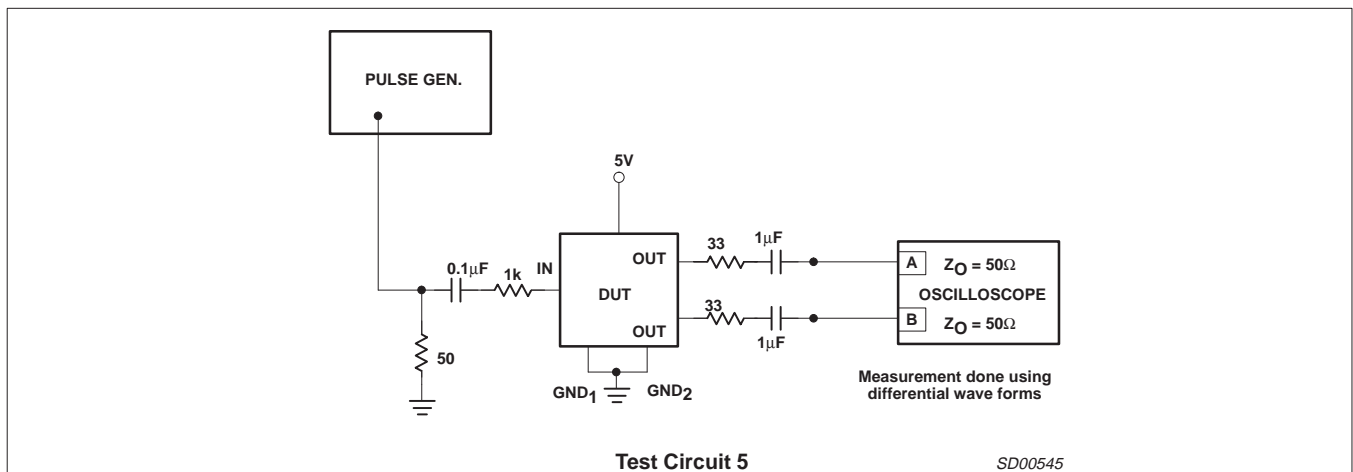 PULSE GEN.
5V
0.1μF
1k
IN
OUT
DUT
OUT
33
1μF
33
1μF
A
ZO = 50Ω
OSCILLOSCOPE
B
ZO = 50Ω
50
GND1
GND2
Measurement done using
differential wave forms
Test Circuit 5
SD00545